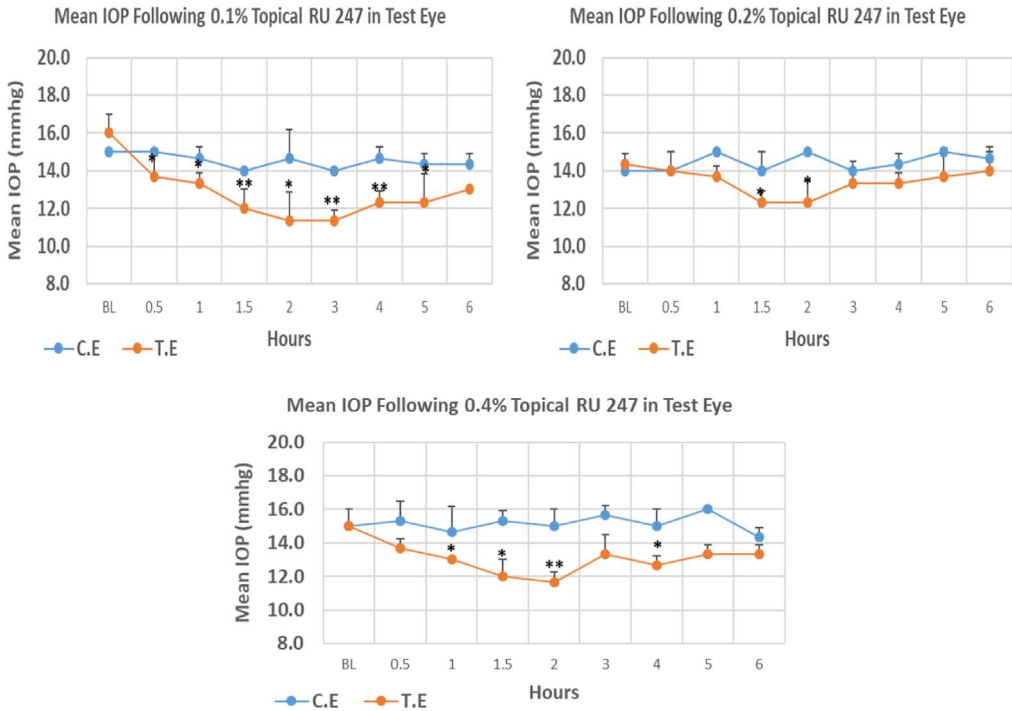 Mean IOP Following 0.1% Topical RU 247 in Test Eye
Mean IOP (mmhg)
20.0
18.0
16.0
14.0
12.0
10.0
8.0
*
*
**
*
**
**
*
BL 0.5 1 1.5 2 3 4 5 6
Hours
C.E T.E
Mean IOP Following 0.2% Topical RU 247 in Test Eye
Mean IOP (mmhg)
20.0
18.0
16.0
14.0
12.0
10.0
8.0
*
*
BL 0.5 1 1.5 2 3 4 5 6
Hours
C.E T.E
Mean IOP Following 0.4% Topical RU 247 in Test Eye
Mean IOP (mmhg)
20.0
18.0
16.0
14.0
12.0
10.0
8.0
*
*
**
*
BL 0.5 1 1.5 2 3 4 5 6
Hours
C.E T.E